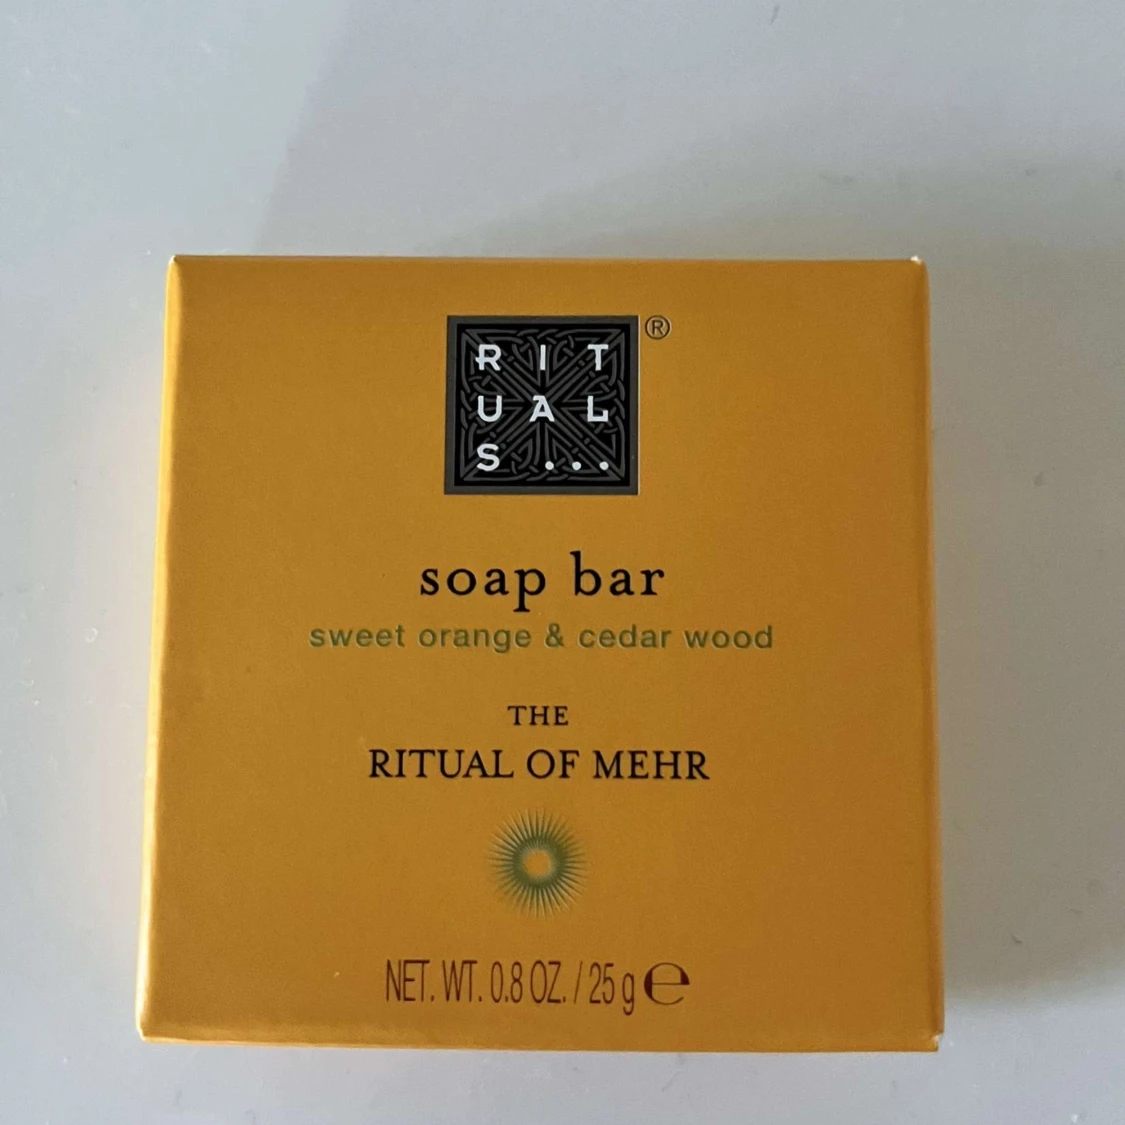 RIT
UAL
S...
®
soap bar
sweet orange & cedar wood
THE
RITUAL OF MEHR
NET. WT. 0.8 OZ. / 25 g ℮